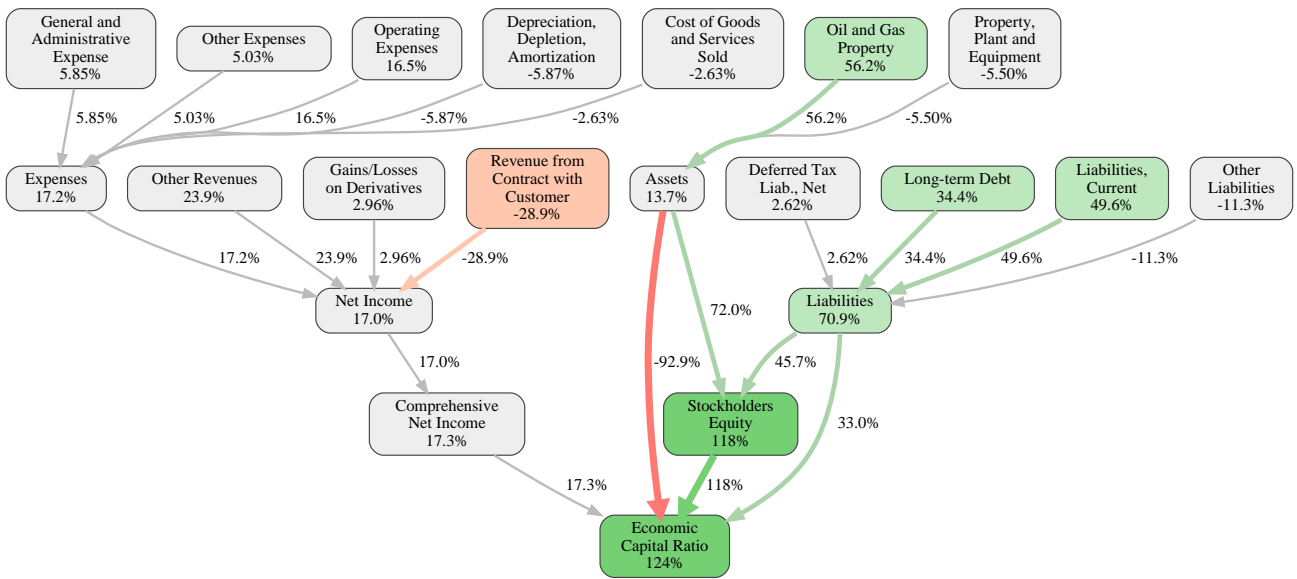 General and
Administrative
Expense
5.85%
Other Expenses
5.03%
Operating
Expenses
16.5%
Depreciation,
Depletion,
Amortization
-5.87%
Cost of Goods
and Services
Sold
-2.63%
Oil and Gas
Property
56.2%
Property,
Plant and
Equipment
-5.50%
5.85%
5.03%
16.5%
-5.87%
-2.63%
56.2%
-5.50%
Expenses
17.2%
Other Revenues
23.9%
Gains/Losses
on Derivatives
2.96%
Revenue from
Contract with
Customer
-28.9%
Assets
13.7%
Deferred Tax
Liab., Net
2.62%
Long-term Debt
34.4%
Liabilities,
Current
49.6%
Other
Liabilities
-11.3%
17.2%
23.9%
2.96%
-28.9%
2.62%
34.4%
49.6%
-11.3%
Net Income
17.0%
72.0%
Liabilities
70.9%
17.0%
-92.9%
45.7%
Comprehensive
Net Income
17.3%
Stockholders
Equity
118%
33.0%
17.3%
118%
Economic
Capital Ratio
124%